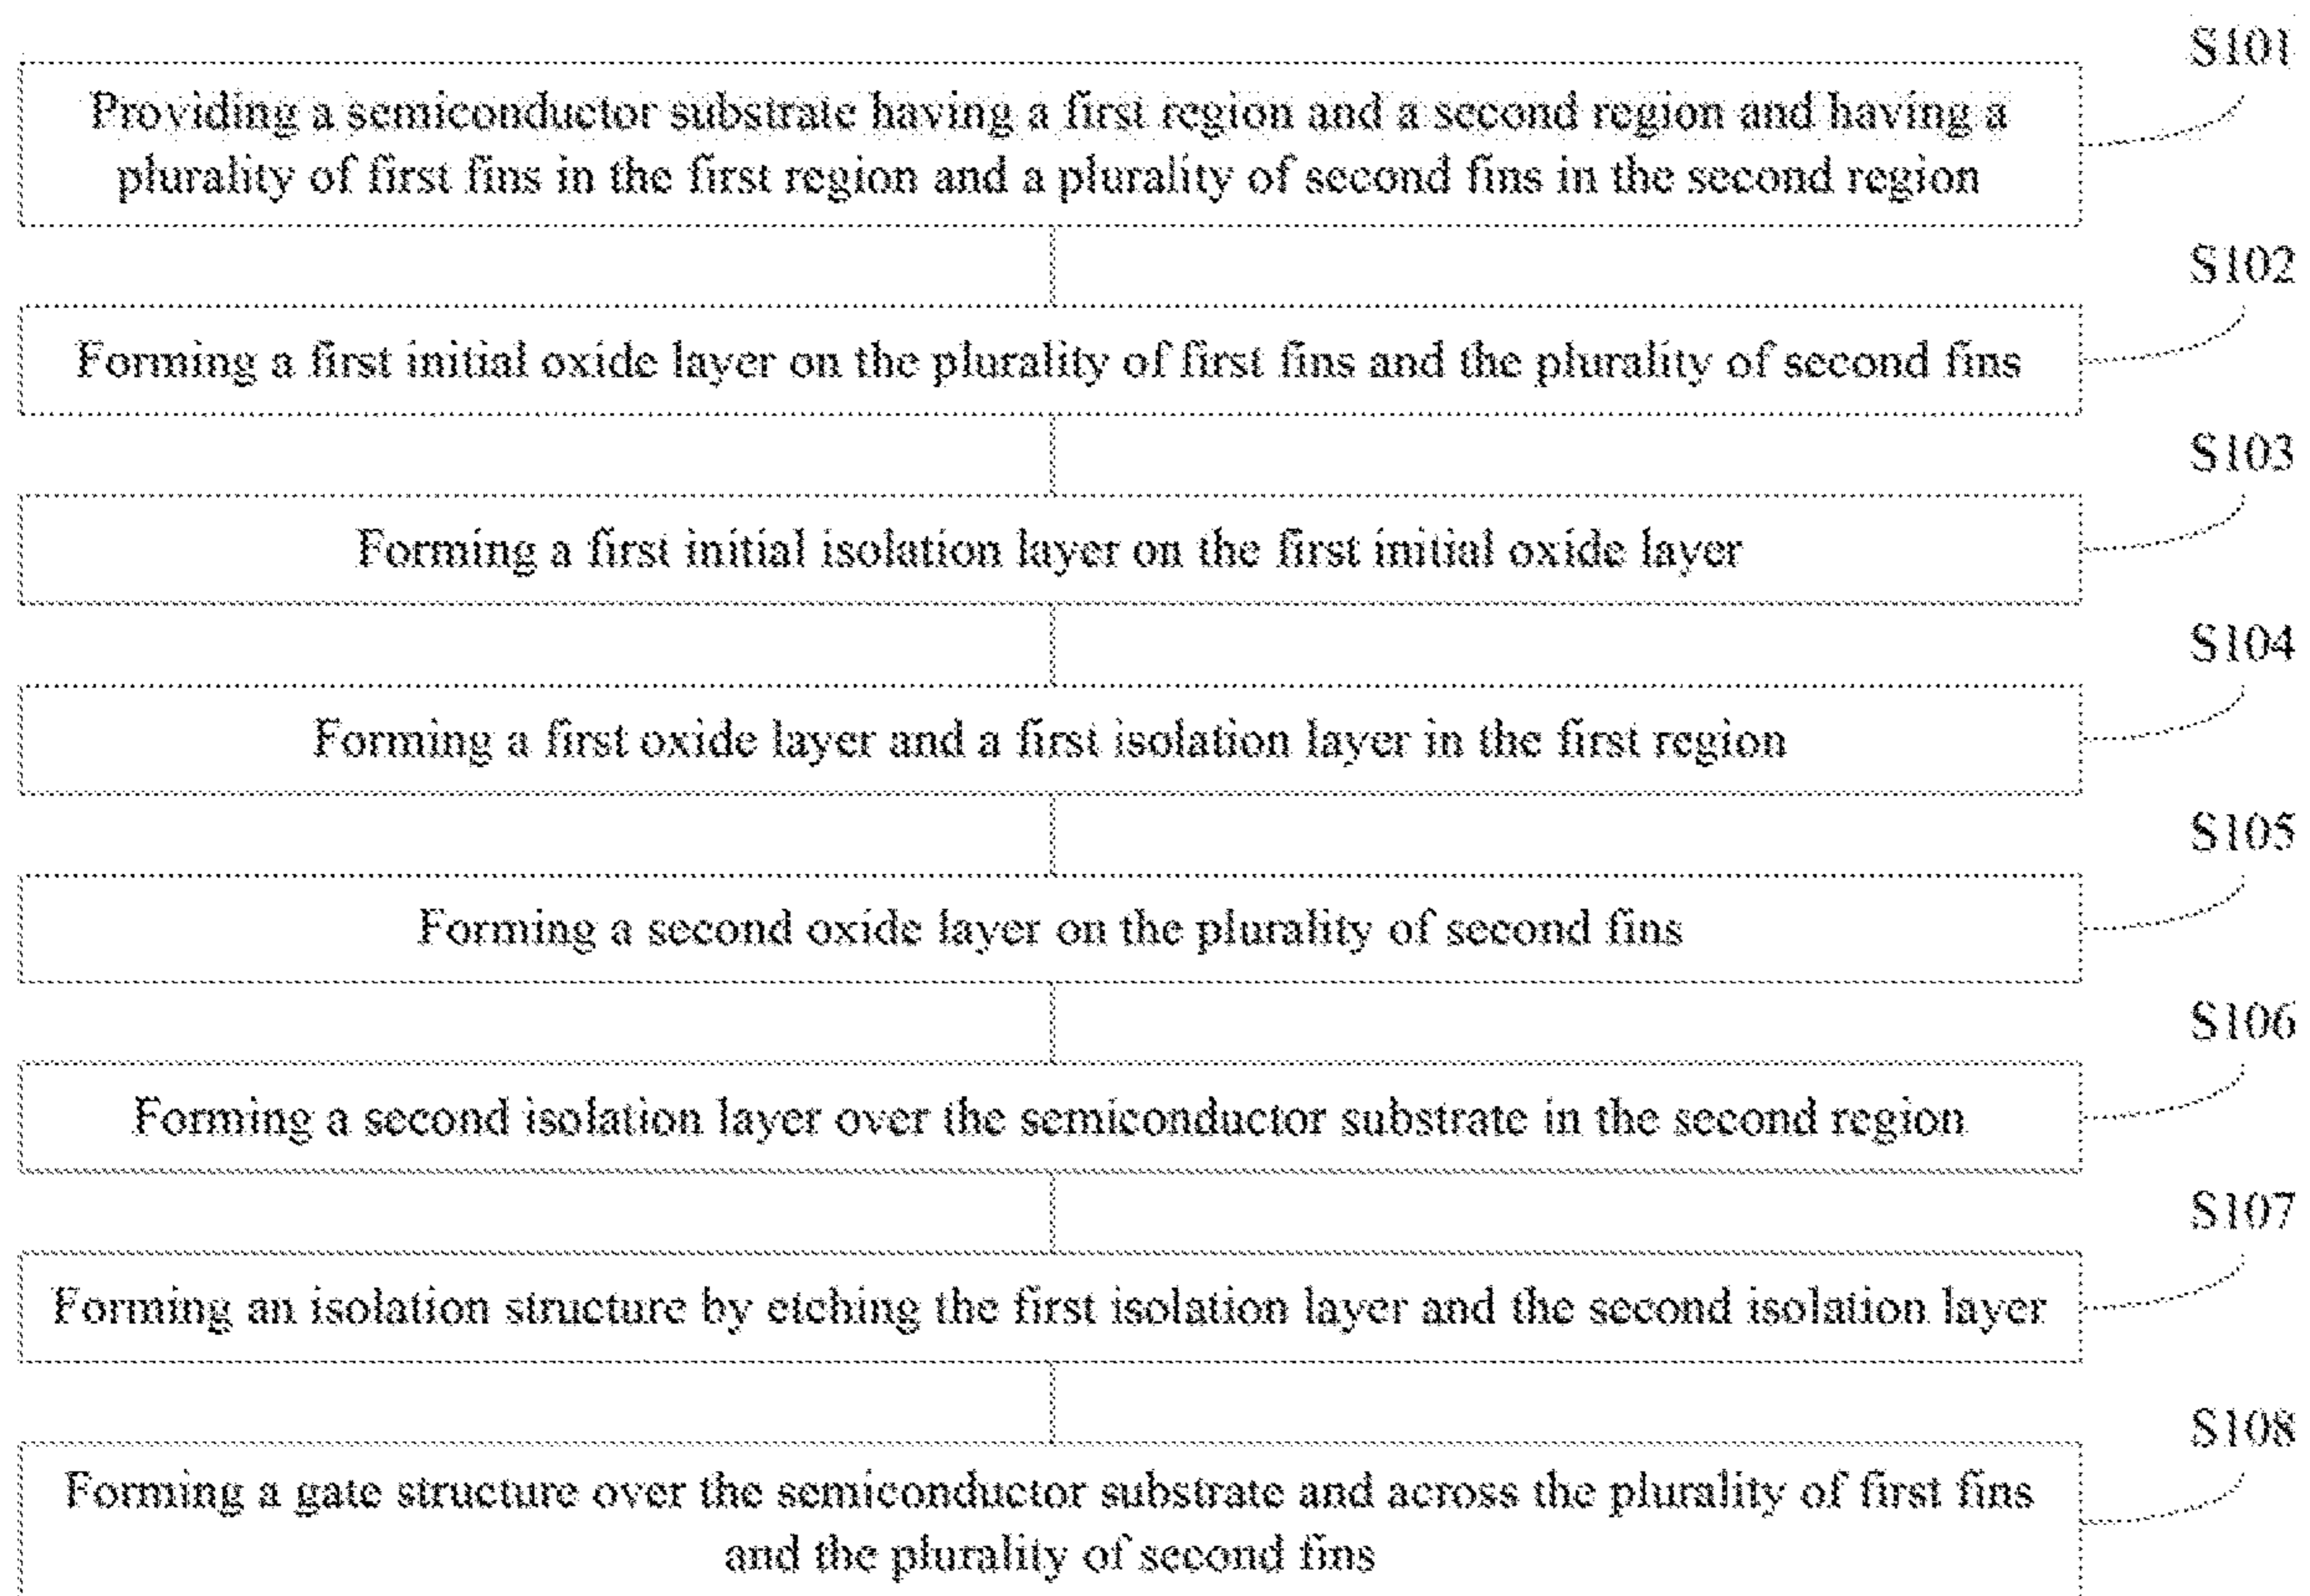 S101
Providing a semiconductor substrate having a first region and a second region and having a
plurality of first fins in the first region and a plurality of second fins in the second region
S102
Forming a first initial oxide layer on the plurality of first fins and the plurality of second fins
S103
Forming a first initial isolation layer on the first initial oxide layer
S104
Forming a first oxide layer and a first isolation layer in the first region
S105
Forming a second oxide layer on the plurality of second fins
S106
Forming a second isolation layer over the semiconductor substrate in the second region
S107
Forming an isolation structure by etching the first isolation layer and the second isolation layer
S108
Forming a gate structure over the semiconductor substrate and across the plurality of first fins
and the plurality of second fins